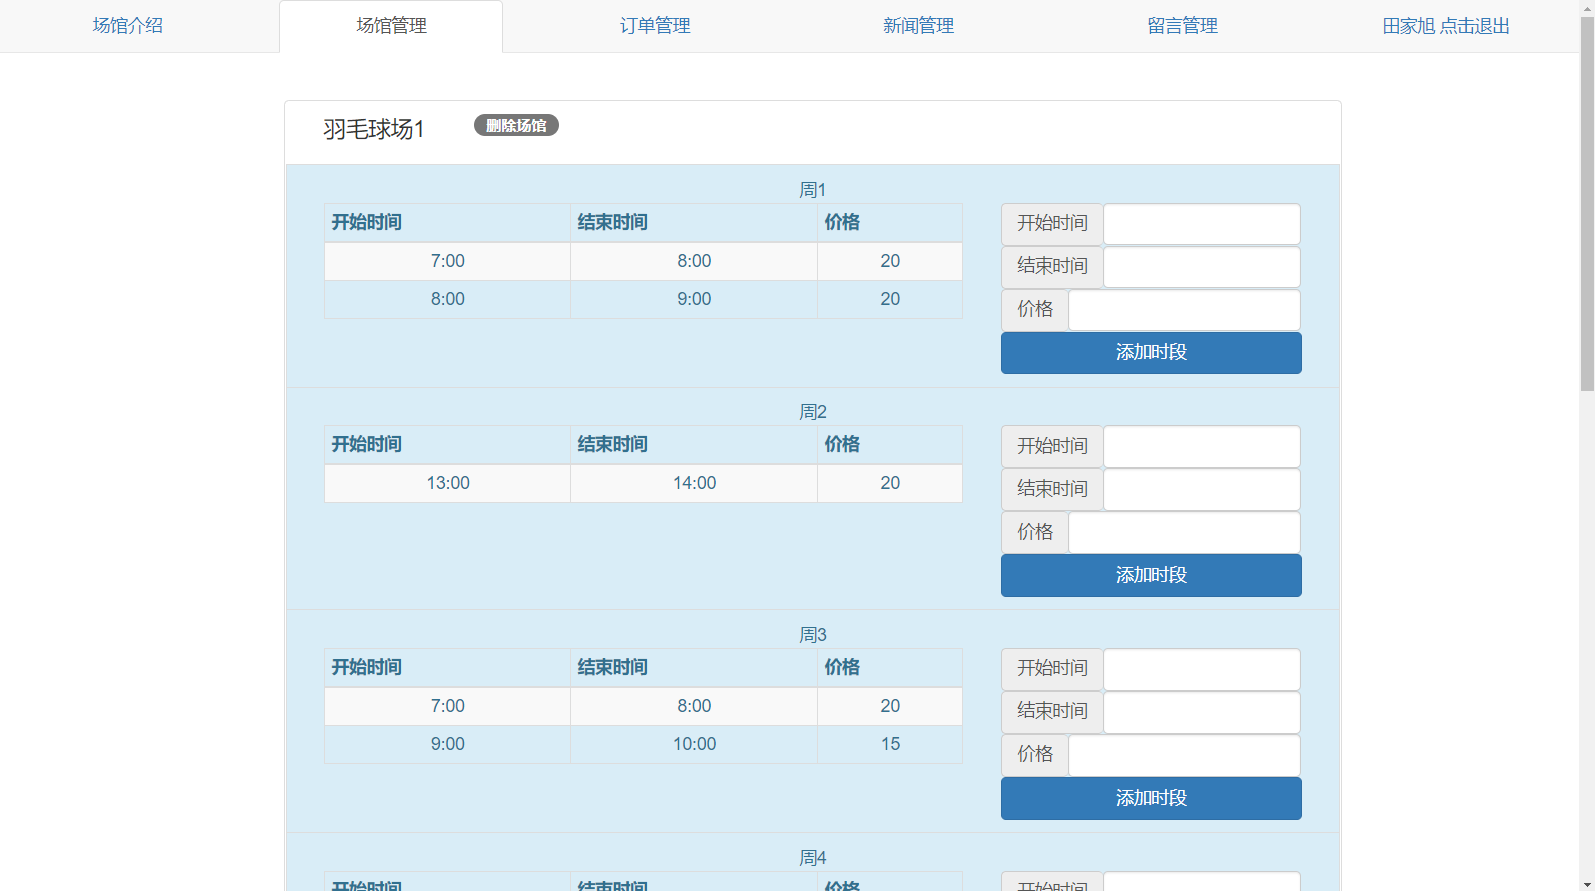 场馆介绍 场馆管理 订单管理 新闻管理 留言管理 田家旭 点击退出
羽毛球场1 删除场馆
周1
开始时间 结束时间 价格
7:00 8:00 20
8:00 9:00 20
开始时间
结束时间
价格
添加时段
周2
开始时间 结束时间 价格
13:00 14:00 20
开始时间
结束时间
价格
添加时段
周3
开始时间 结束时间 价格
7:00 8:00 20
9:00 10:00 15
开始时间
结束时间
价格
添加时段
周4
开始时间 结束时间 价格
开始时间